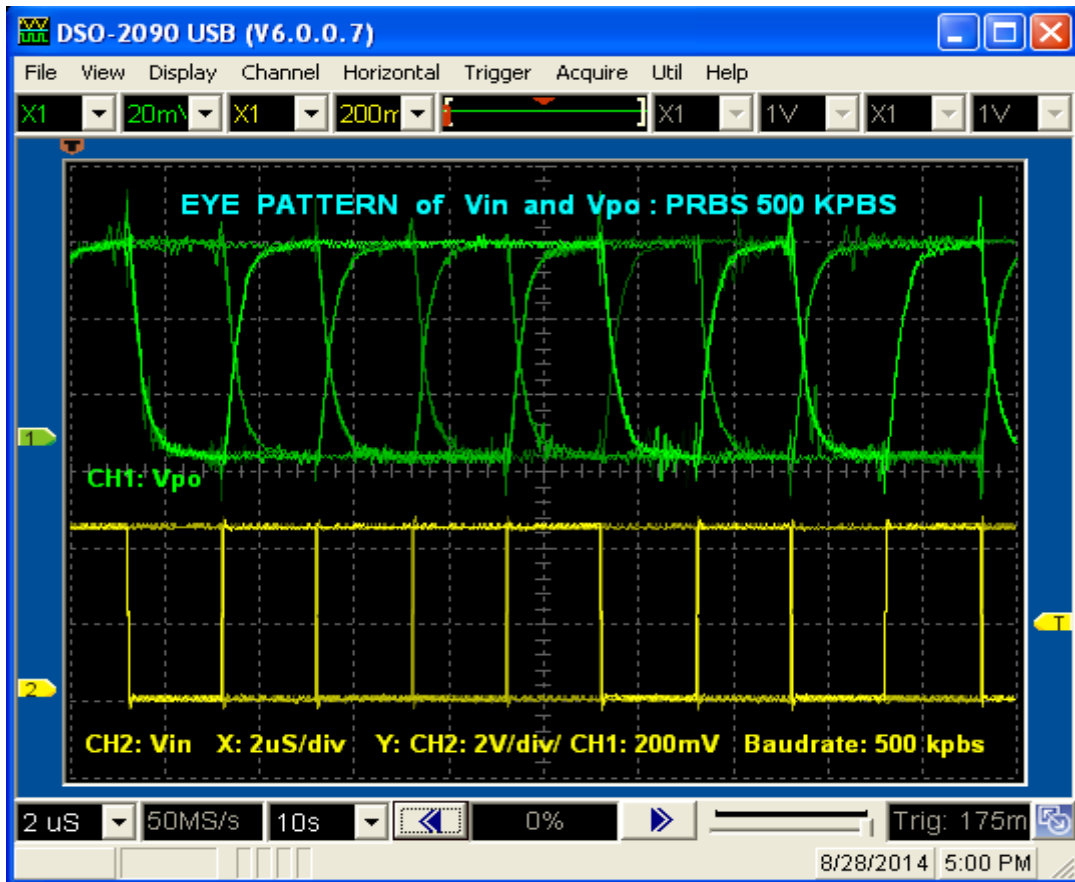 DSO-2090 USB (V6.0.0.7)
File View Display Channel Horizontal Trigger Acquire Util Help
X1 20mV X1 200m X1 1V X1 1V
T
EYE PATTERN of Vin and Vpo : PRBS 500 KPBS
1
CH1: Vpo
T
2
CH2: Vin X: 2uS/div Y: CH2: 2V/div/ CH1: 200mV Baudrate: 500 kpbs
2 uS 50MS/s 10s 0% Trig: 175m
8/28/2014 5:00 PM